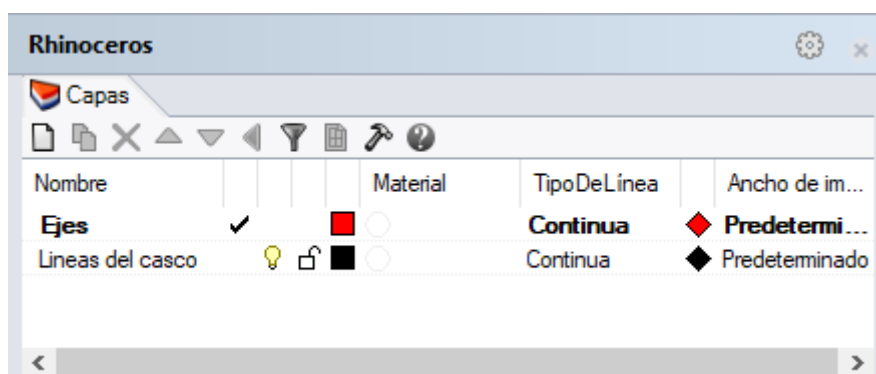 Rhinoceros
Capas
Nombre Material TipoDeLínea Ancho de im...
Ejes Continua Predetermi...
Lineas del casco Continua Predeterminado